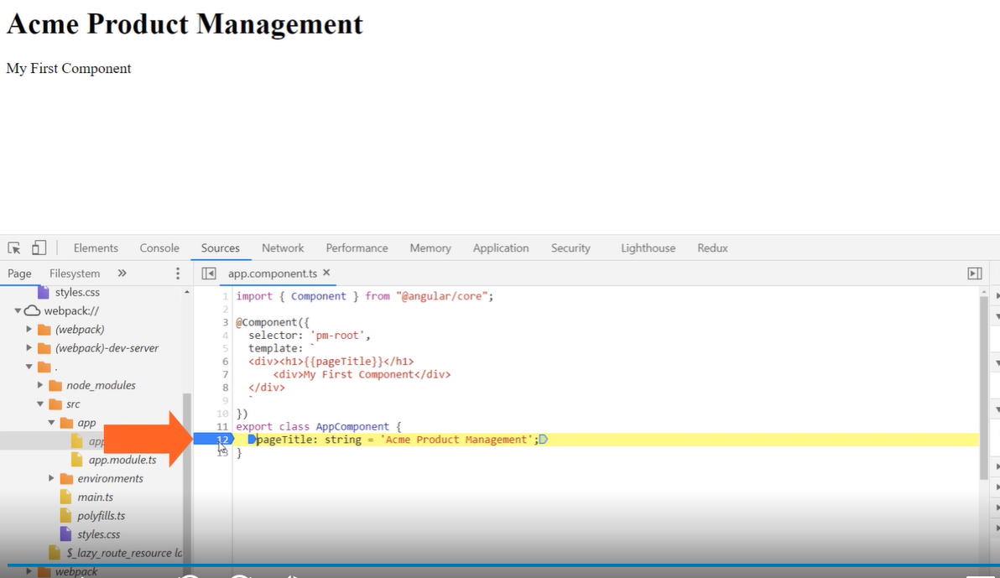 Acme Product Management
My First Component
Elements Console Sources Network Performance Memory Application Security Lighthouse Redux
Page Filesystem »
app.component.ts ×
styles.css
webpack://
(webpack)
(webpack)-dev-server
.
node_modules
src
app
app
app.module.ts
environments
main.ts
polyfills.ts
styles.css
$_lazy_route_resource la
webpack
1 import { Component } from "@angular/core";
2
3 @Component({
4 selector: 'pm-root',
5 template: `
6 <div><h1>{{pageTitle}}</h1>
7 <div>My First Component</div>
8 </div>
9 `
10 })
11 export class AppComponent {
12 pageTitle: string = 'Acme Product Management';
13 }